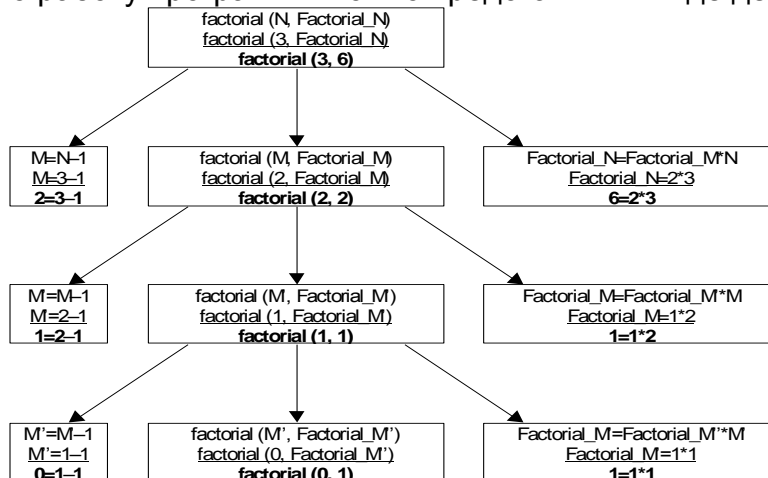 factorial (N, Factorial_N)
factorial (3, Factorial_N)
factorial (3, 6)
M=N–1
M=3–1
2=3–1
factorial (M, Factorial_M)
factorial (2, Factorial_M)
factorial (2, 2)
Factorial_N=Factorial_M*N
Factorial_N=2*3
6=2*3
M'=M–1
M'=2–1
1=2–1
factorial (M', Factorial_M')
factorial (1, Factorial_M')
factorial (1, 1)
Factorial_M=Factorial_M'*M
Factorial_M=1*2
1=1*2
M''=M'–1
M''=1–1
0=1–1
factorial (M'', Factorial_M'')
factorial (0, Factorial_M'')
factorial (0, 1)
Factorial_M'=Factorial_M''*M'
Factorial_M'=1*1
1=1*1